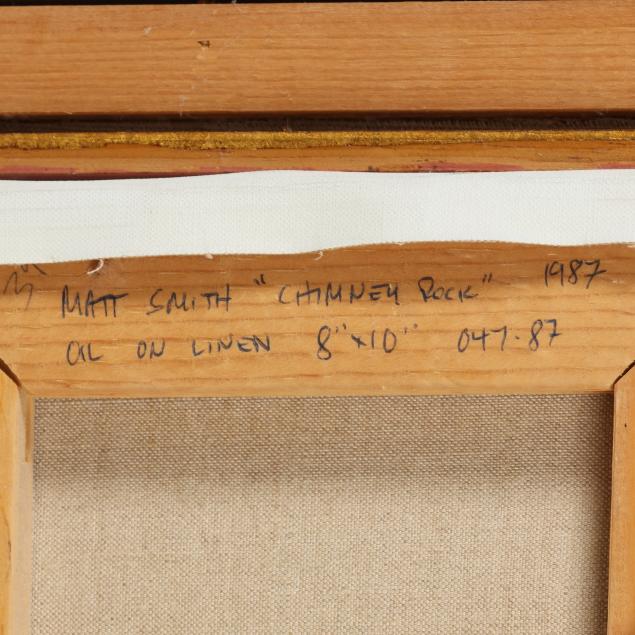 MATT SMITH "CHIMNEY ROCK" 1987
OIL ON LINEN 8"x10" 047-87